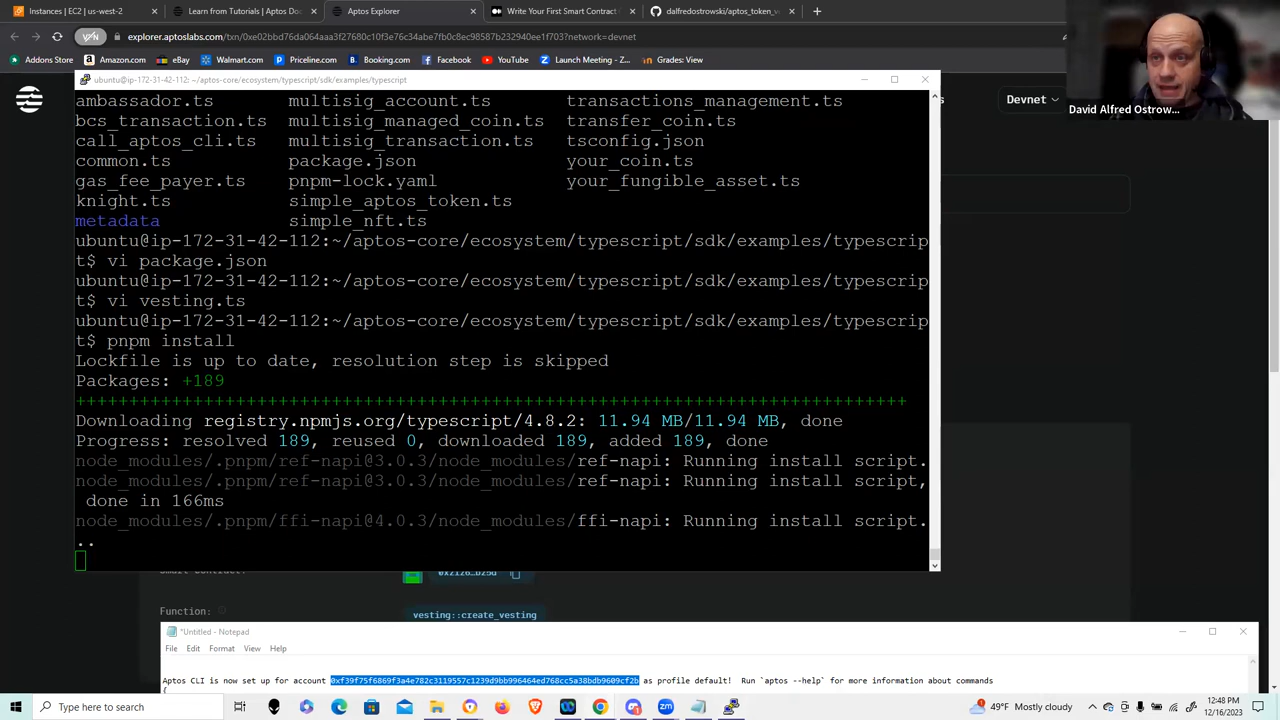 Instances | EC2 | us-west-2
Learn from Tutorials | Aptos Doc
Aptos Explorer
Write Your First Smart Contract
dalfredostrowski/aptos_token_v
explorer.aptoslabs.com/txn/0xe02bbd76da064aaa3f27680c10f3e76c34abe7bc0c8ec98587b232940ee1f703?network=devnet
VPN
Addons Store
Amazon.com
eBay
Walmart.com
Priceline.com
Facebook
YouTube
Launch Meeting - Z...
Grades: View
David Alfred Ostrow...
Devnet
ubuntu@ip-172-31-42-112: ~/aptos-core/ecosystem/typescript/sdk/examples/typescript
ambassador.ts multisig_account.ts transactions_management.ts
bcs_transaction.ts multisig_managed_coin.ts transfer_coin.ts
call_aptos_cli.ts multisig_transaction.ts tsconfig.json
common.ts package.json your_coin.ts
gas_fee_payer.ts pnpm-lock.yaml your_fungible_asset.ts
knight.ts simple_aptos_token.ts
metadata simple_nft.ts
ubuntu@ip-172-31-42-112:~/aptos-core/ecosystem/typescript/sdk/examples/typescrip
t$ vi package.json
ubuntu@ip-172-31-42-112:~/aptos-core/ecosystem/typescript/sdk/examples/typescrip
t$ vi vesting.ts
ubuntu@ip-172-31-42-112:~/aptos-core/ecosystem/typescript/sdk/examples/typescrip
t$ pnpm install
Lockfile is up to date, resolution step is skipped
Packages: +189
++++++++++++++++++++++++++++++++++++++++++++++++++++++++++++++++++++++++++++++
Downloading registry.npmjs.org/typescript/4.8.2: 11.94 MB/11.94 MB, done
Progress: resolved 189, reused 0, downloaded 189, added 189, done
node_modules/.pnpm/ref-napi@3.0.3/node_modules/ref-napi: Running install script.
node_modules/.pnpm/ref-napi@3.0.3/node_modules/ref-napi: Running install script,
done in 166ms
node_modules/.pnpm/ffi-napi@4.0.3/node_modules/ffi-napi: Running install script.
..
Function:
vesting::create_vesting
*Untitled - Notepad
File Edit Format View Help
Aptos CLI is now set up for account 0xf39f75f6869f3a4e782c3119557c1239d9bb996464ed768cc5a38bdb9609cf2b as profile default! Run `aptos --help` for more information about commands
{
Type here to search
49°F Mostly cloudy
12:48 PM
12/16/2023